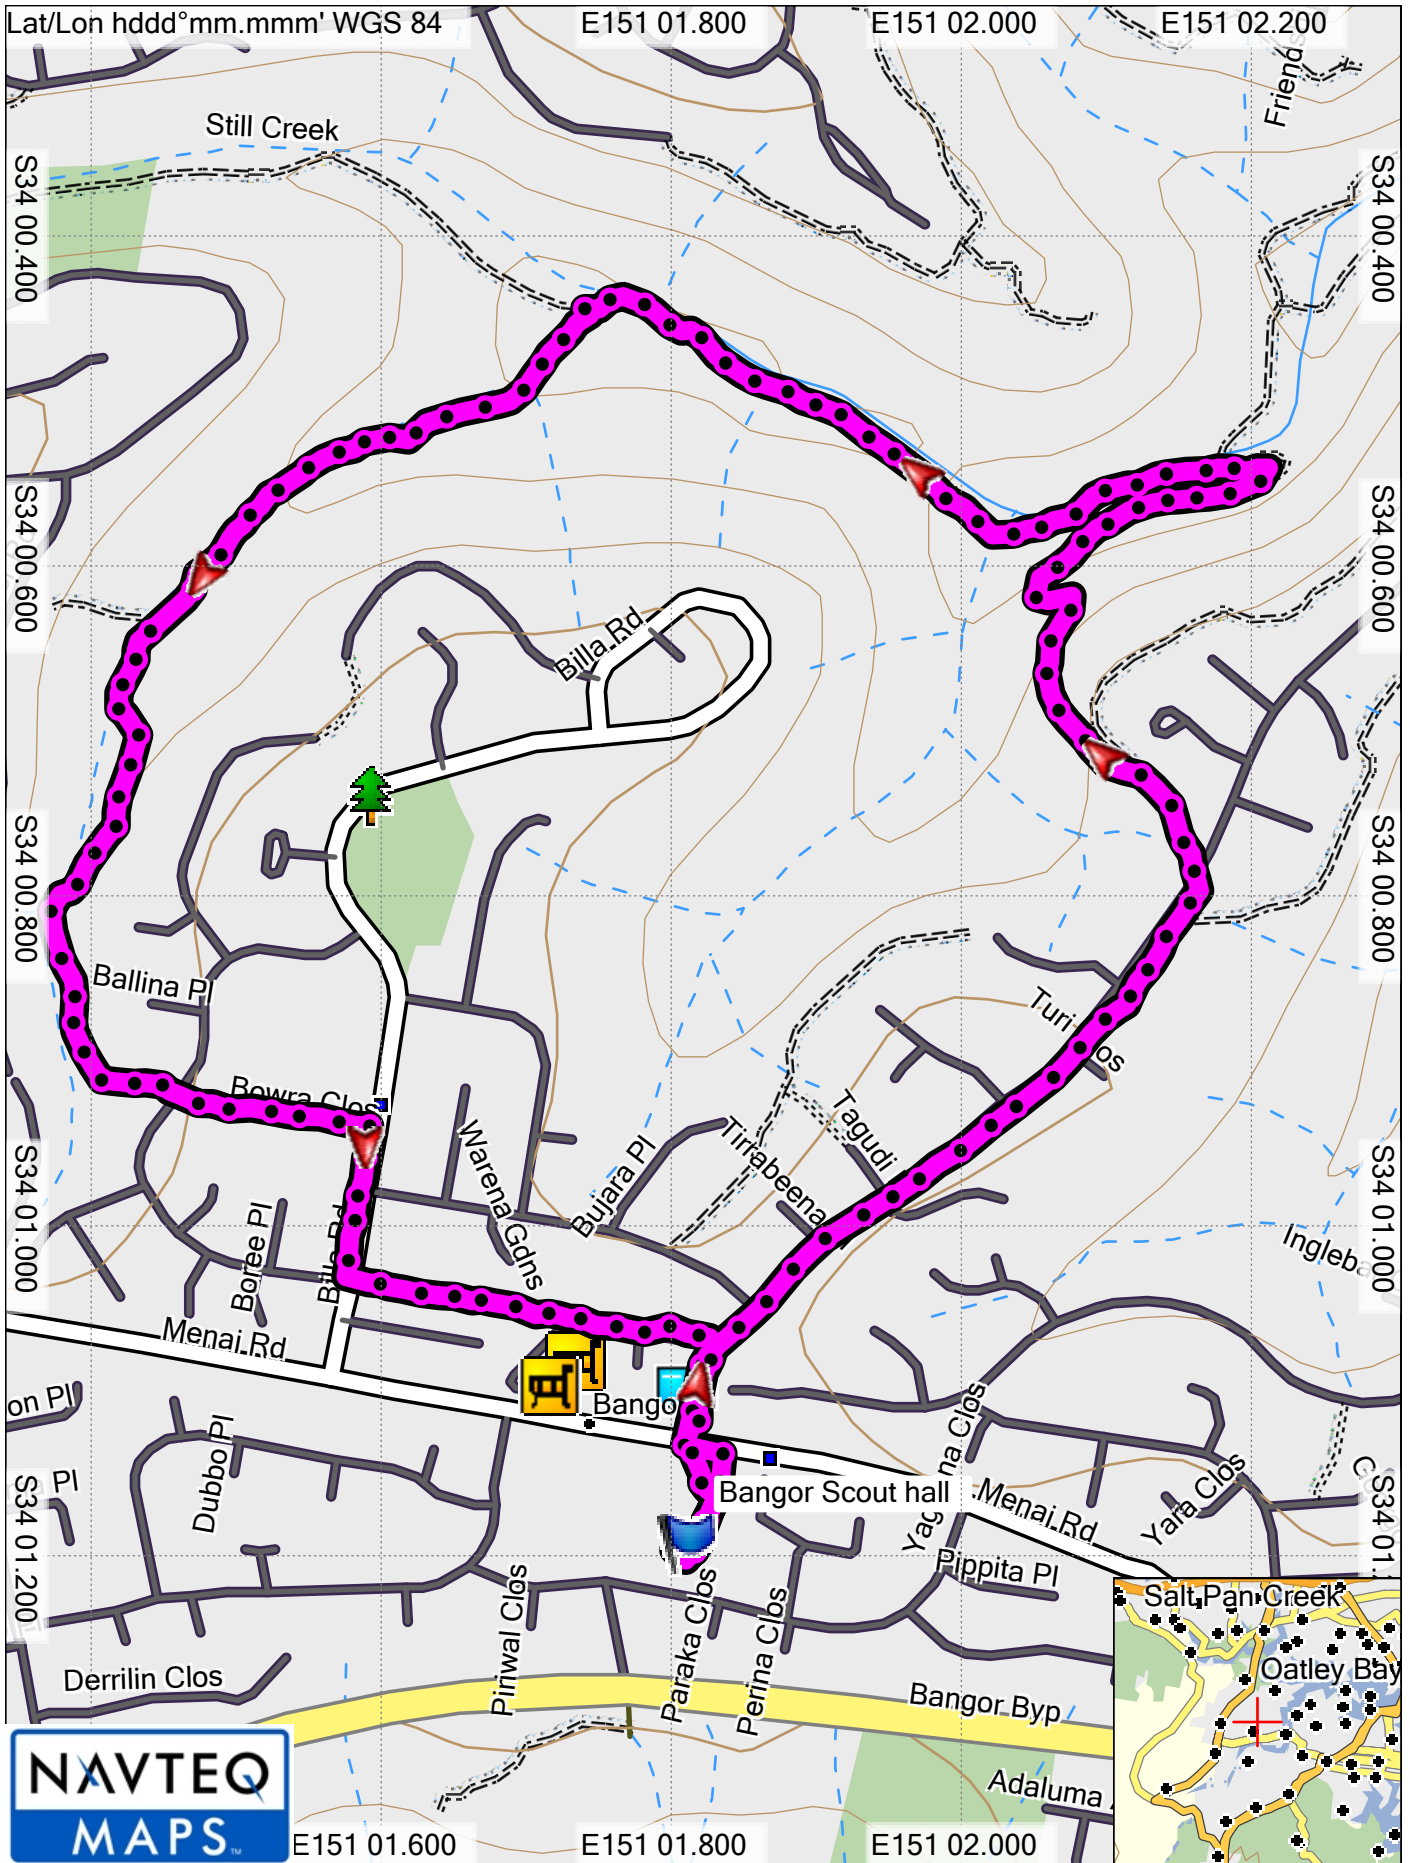 Lat/Lon hddd°mm.mmm' WGS 84
E151 01.800
E151 02.000
E151 02.200
Still Creek
S34 00.400
S34 00.400
S34 00.600
S34 00.600
Billa Rd
S34 00.800
S34 00.800
Ballina Pl
Bowra Clos
Warena Gdns
Bujara Pl
Tirrabeena
Tagudi
S34 01.000
S34 01.000
Boree Pl
Billa Rd
Menai Rd
on Pl
Pl
Dubbo Pl
Bangor Scout hall
Menai Rd
Yara Clos
Pippita Pl
S34 01.200
S34 01.
Derrilin Clos
Piriwal Clos
Paraka Clos
Perina Clos
Bangor Byp
Adaluma
Salt Pan Creek
Oatley Bay
NAVTEQ
MAPS
E151 01.600
E151 01.800
E151 02.000